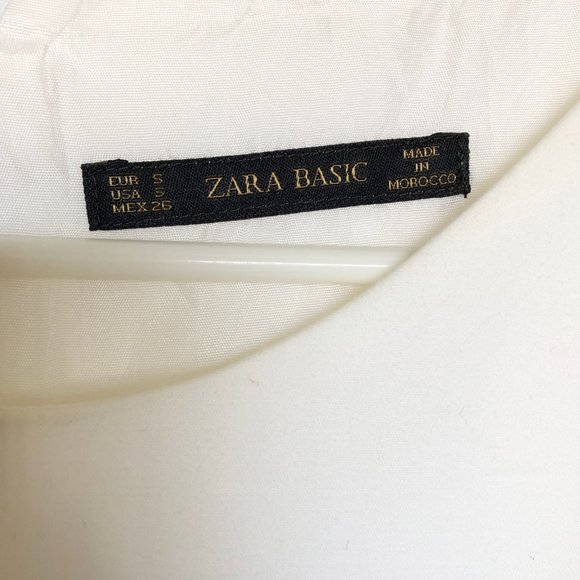 EUR S
USA S
MEX 26
ZARA BASIC
MADE
IN
MOROCCO